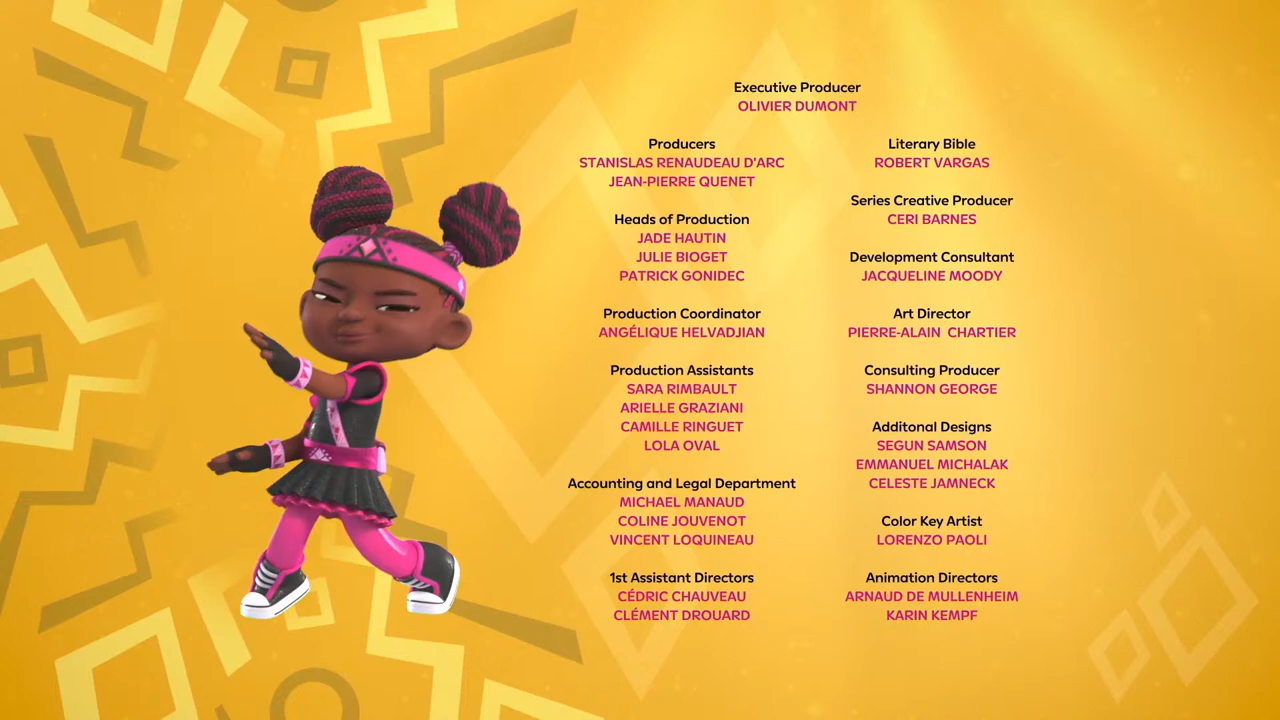 Executive Producer
OLIVIER DUMONT
Producers
STANISLAS RENAUDEAU D'ARC
JEAN-PIERRE QUENET
Heads of Production
JADE HAUTIN
JULIE BIOGET
PATRICK GONIDEC
Production Coordinator
ANGÉLIQUE HELVADJIAN
Production Assistants
SARA RIMBAULT
ARIELLE GRAZIANI
CAMILLE RINGUET
LOLA OVAL
Accounting and Legal Department
MICHAEL MANAUD
COLINE JOUVENOT
VINCENT LOQUINEAU
1st Assistant Directors
CÉDRIC CHAUVEAU
CLÉMENT DROUARD
Literary Bible
ROBERT VARGAS
Series Creative Producer
CERI BARNES
Development Consultant
JACQUELINE MOODY
Art Director
PIERRE-ALAIN  CHARTIER
Consulting Producer
SHANNON GEORGE
Additonal Designs
SEGUN SAMSON
EMMANUEL MICHALAK
CELESTE JAMNECK
Color Key Artist
LORENZO PAOLI
Animation Directors
ARNAUD DE MULLENHEIM
KARIN KEMPF